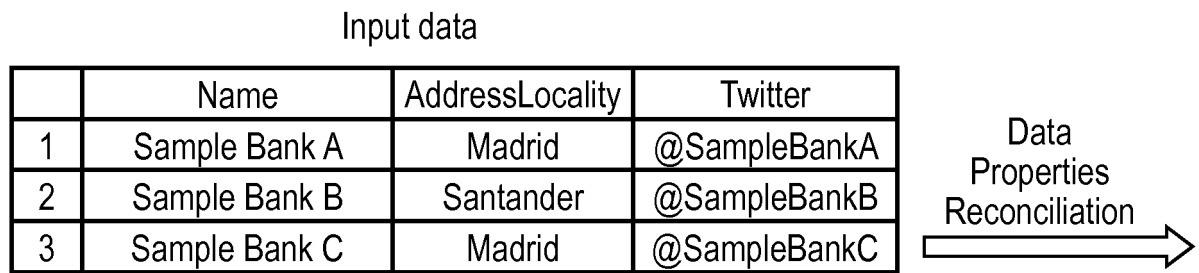 Input data
Name AddressLocality Twitter
1 Sample Bank A Madrid @SampleBankA
2 Sample Bank B Santander @SampleBankB
3 Sample Bank C Madrid @SampleBankC
Data
Properties
Reconciliation